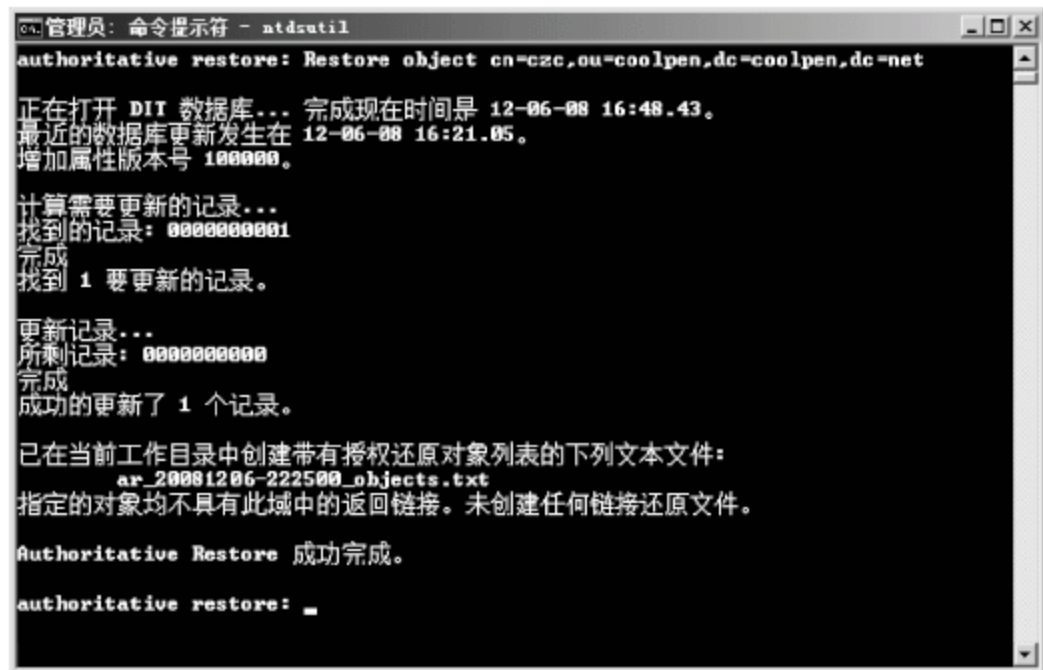 管理员: 命令提示符 - ntdsutil
authoritative restore: Restore object cn=czc,ou=coolpen,dc=coolpen,dc=net
正在打开 DIT 数据库... 完成现在时间是 12-06-08 16:48.43。
最近的数据库更新发生在 12-06-08 16:21.05。
增加属性版本号 100000。
计算需要更新的记录...
找到的记录: 0000000001
完成
找到 1 要更新的记录。
更新记录...
所剩记录: 0000000000
完成
成功的更新了 1 个记录。
已在当前工作目录中创建带有授权还原对象列表的下列文本文件:
ar_20081206-222500_objects.txt
指定的对象均不具有此域中的返回链接。未创建任何链接还原文件。
Authoritative Restore 成功完成。
authoritative restore: _